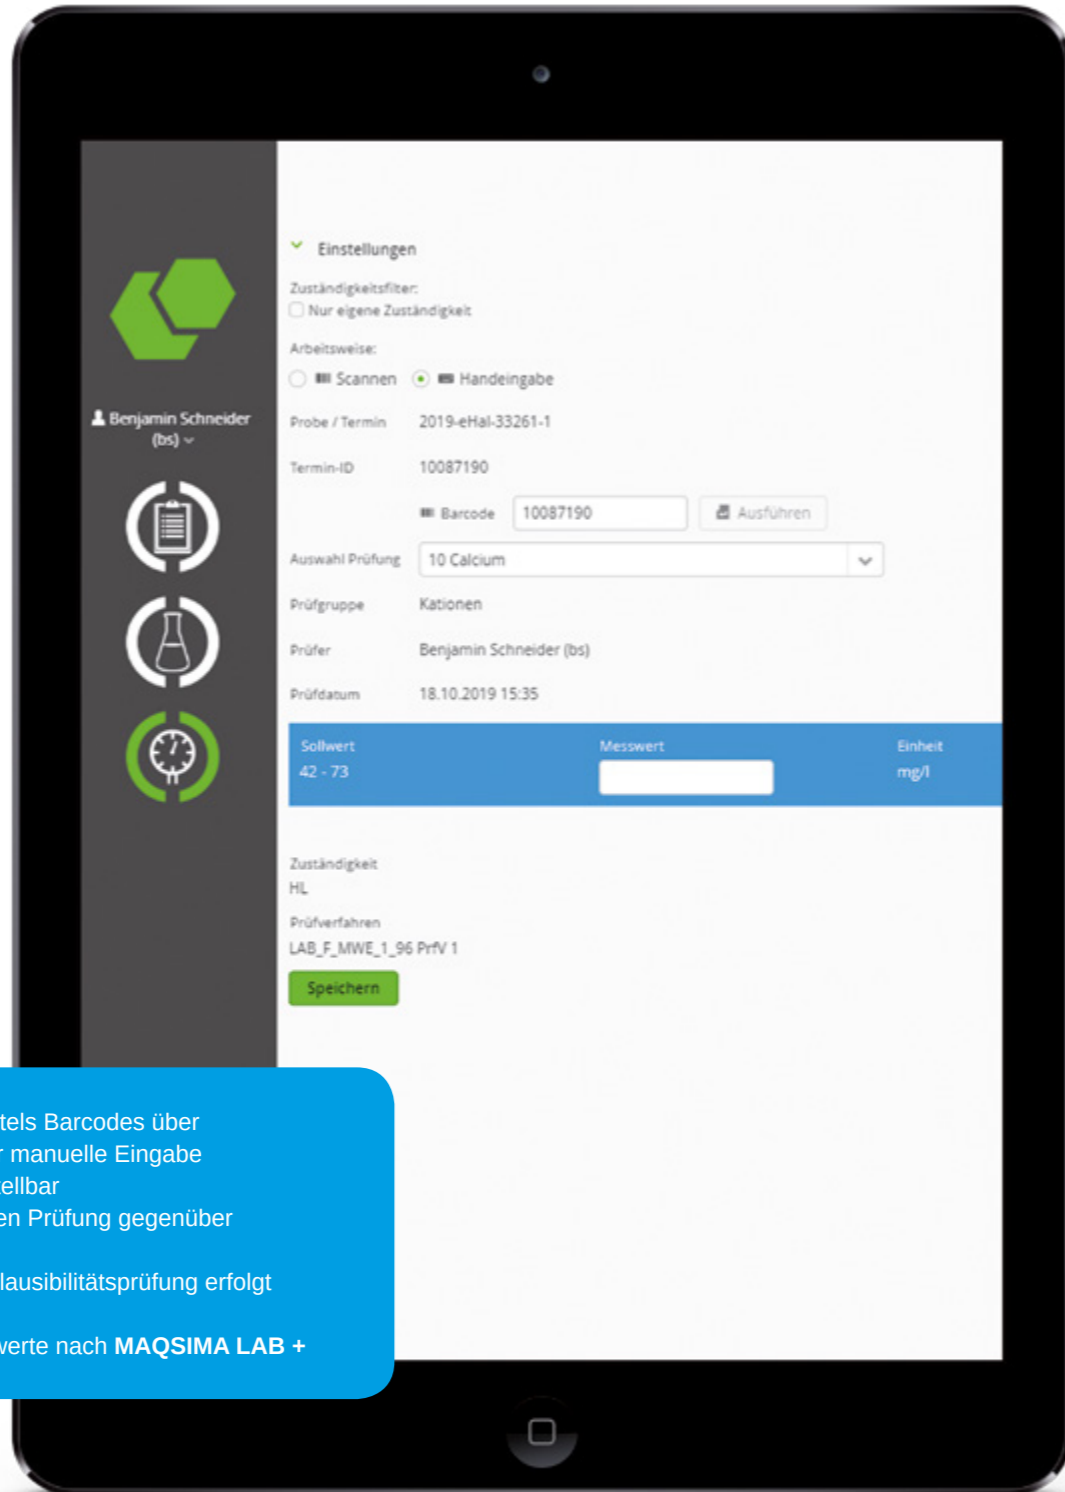 Einstellungen
Zuständigkeitsfilter:
Nur eigene Zuständigkeit
Arbeitsweise:
Scannen Handeingabe
Benjamin Schneider
(bs)
Probe / Termin 2019-eHal-33261-1
Termin-ID 10087190
Barcode 10087190 Ausführen
Auswahl Prüfung 10 Calcium
Prüfgruppe Kationen
Prüfer Benjamin Schneider (bs)
Prüfdatum 18.10.2019 15:35
Sollwert Messwert Einheit
42 - 73 mg/l
Zuständigkeit
HL
Prüfverfahren
LAB_F_MWE_1_96 PrfV 1
Speichern
tels Barcodes über
r manuelle Eingabe
ellbar
en Prüfung gegenüber
lausibilitätsprüfung erfolgt
werte nach MAQSIMA LAB +